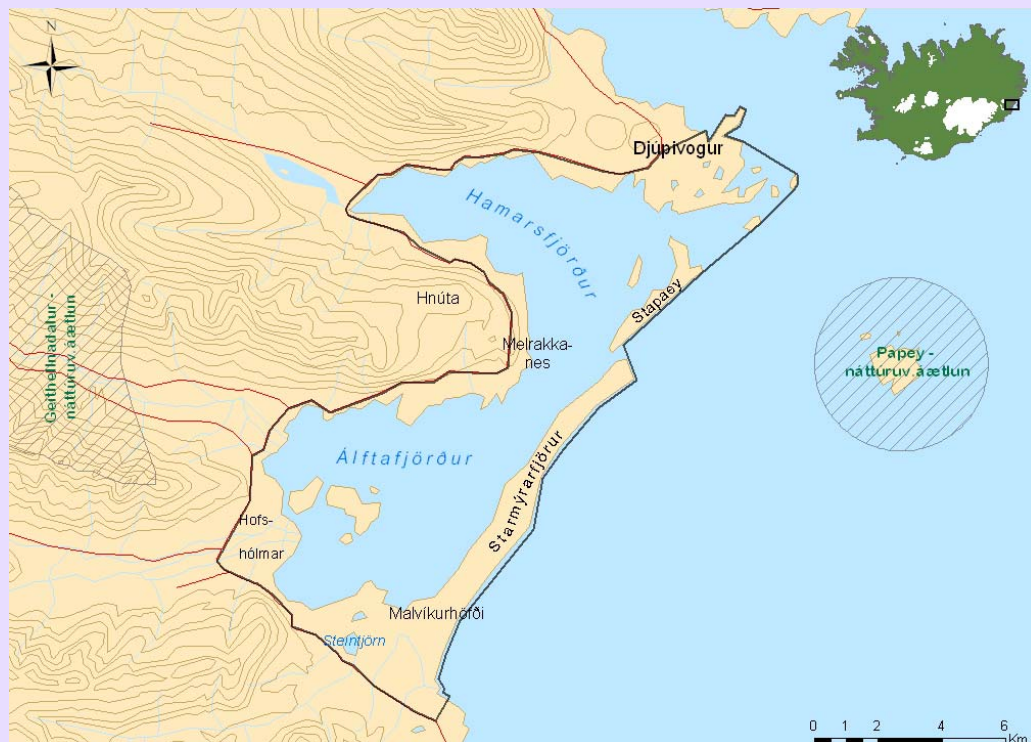 N
Djúpivogur
Hamarsfjörður
Hnúta
Stapaey
Melrakka-
nes
Geithellnadalur -
náttúruv.áætlun
Papey -
náttúruv.áætlun
Álftafjörður
Starmýrarfjörur
Hofs-
hólmar
Malvíkurhöfði
Steintjörn
0 1 2 4 6
Km